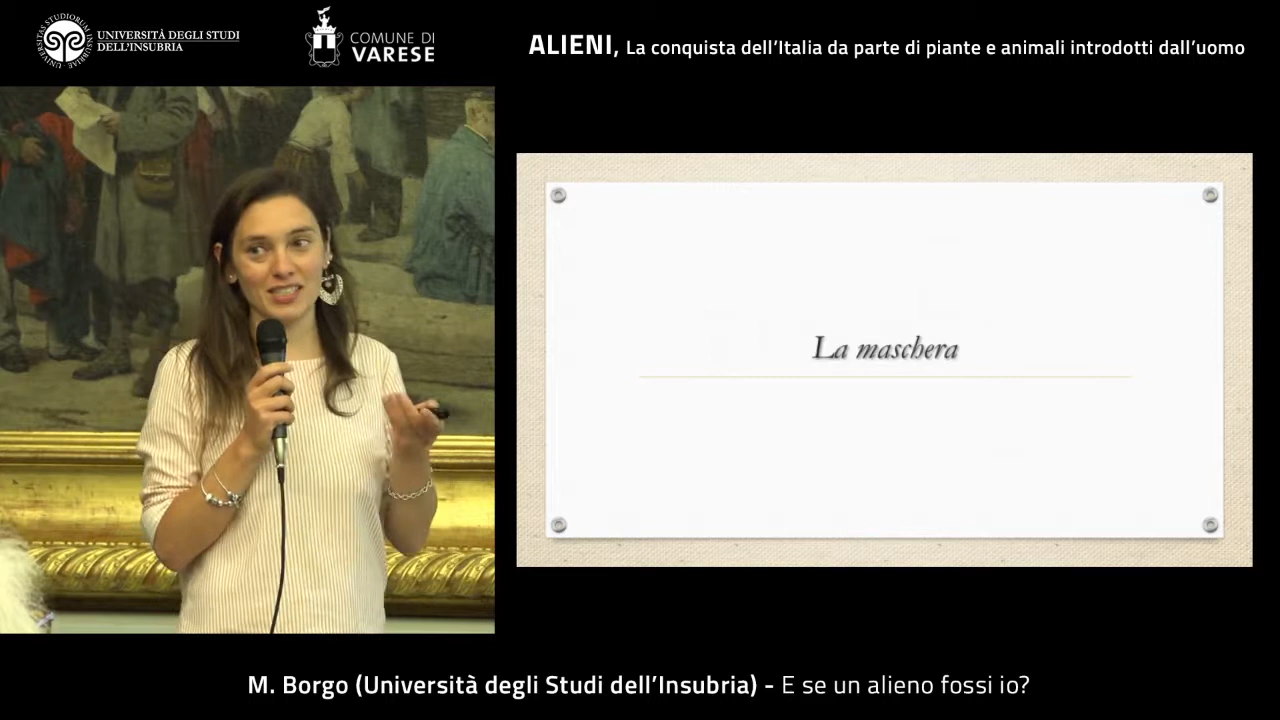 UNIVERSITÀ DEGLI STUDI
DELL'INSUBRIA
COMUNE DI
VARESE
ALIENI, La conquista dell'Italia da parte di piante e animali introdotti dall'uomo
La maschera
M. Borgo (Università degli Studi dell'Insubria) - E se un alieno fossi io?